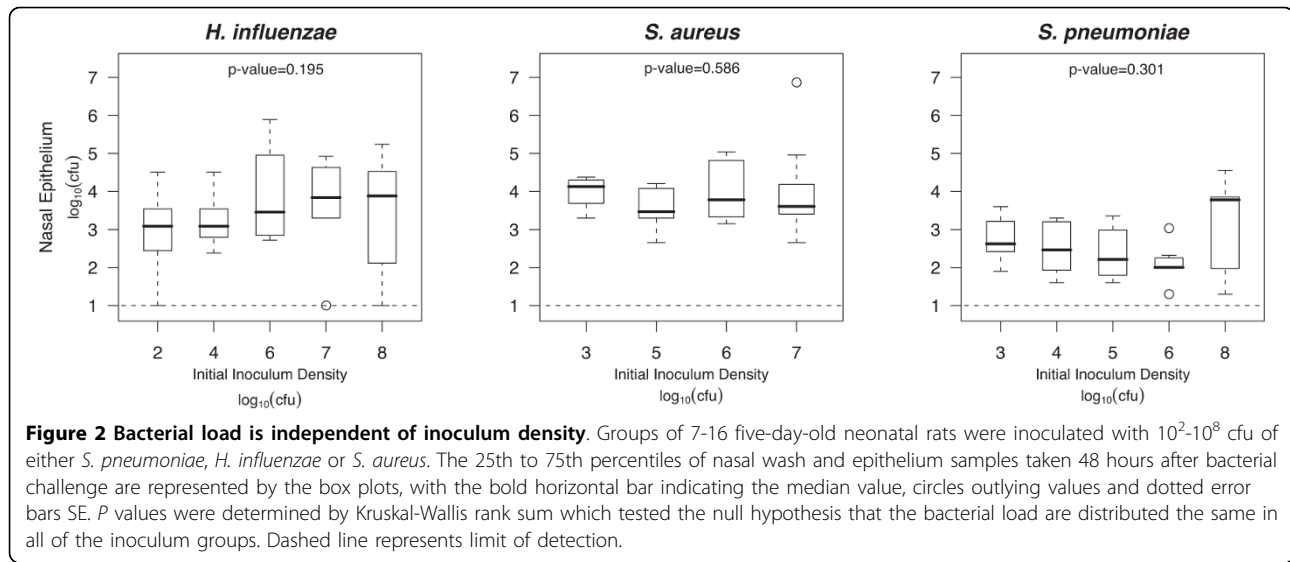 H. influenzae
S. aureus
S. pneumoniae
p-value=0.195
p-value=0.586
p-value=0.301
Nasal Epithelium
log₁₀(cfu)
7
6
5
4
3
2
1
7
6
5
4
3
2
1
7
6
5
4
3
2
1
2 4 6 7 8
3 5 6 7
3 4 5 6 8
Initial Inoculum Density
log₁₀(cfu)
Initial Inoculum Density
log₁₀(cfu)
Initial Inoculum Density
log₁₀(cfu)
Figure 2 Bacterial load is independent of inoculum density. Groups of 7-16 five-day-old neonatal rats were inoculated with 10²-10⁸ cfu of
either S. pneumoniae, H. influenzae or S. aureus. The 25th to 75th percentiles of nasal wash and epithelium samples taken 48 hours after bacterial
challenge are represented by the box plots, with the bold horizontal bar indicating the median value, circles outlying values and dotted error
bars SE. P values were determined by Kruskal-Wallis rank sum which tested the null hypothesis that the bacterial load are distributed the same in
all of the inoculum groups. Dashed line represents limit of detection.